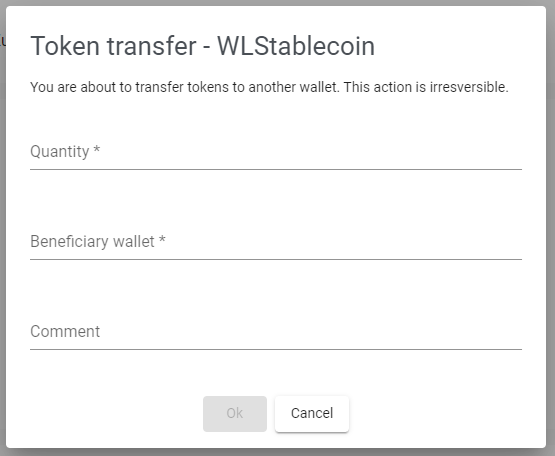 Token transfer - WLStablecoin
You are about to transfer tokens to another wallet. This action is irresversible.
Quantity *
Beneficiary wallet *
Comment
Ok
Cancel